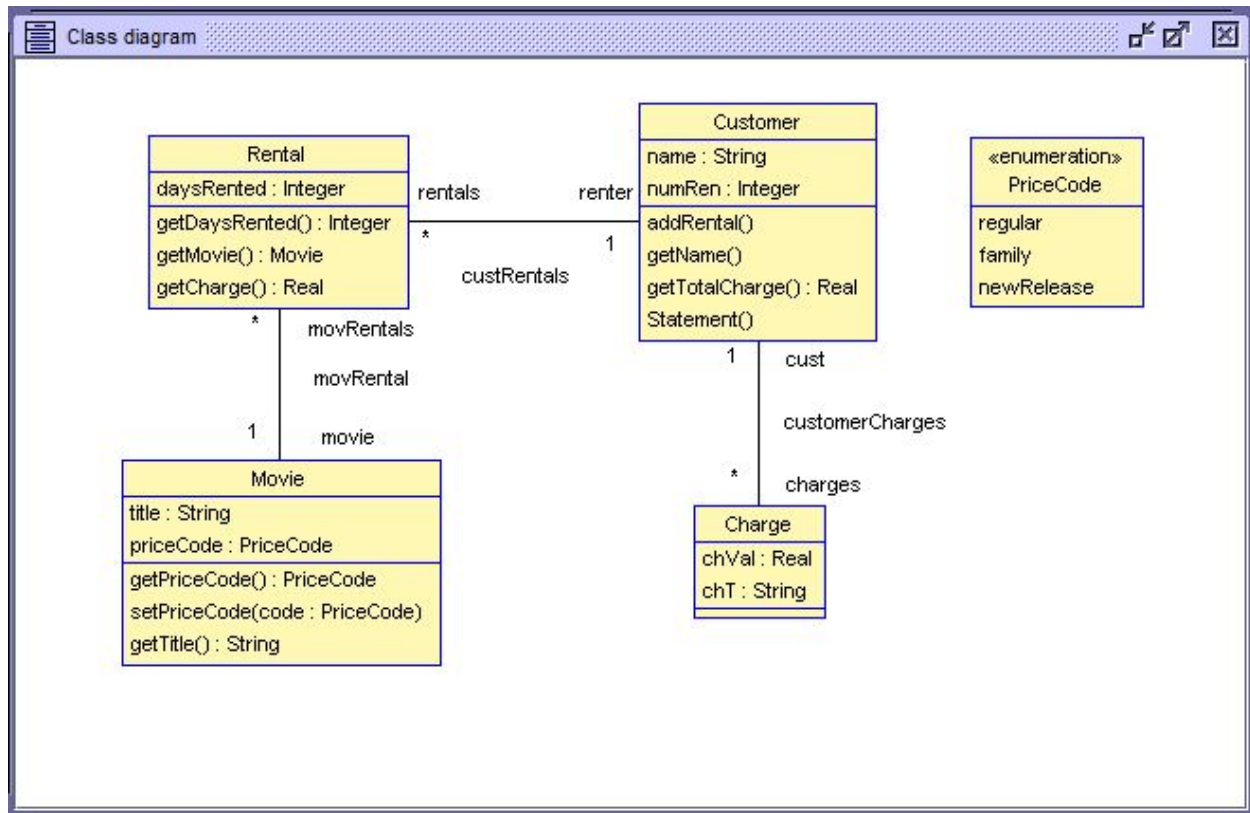 Class diagram
Rental
daysRented : Integer
getDaysRented() : Integer
getMovie() : Movie
getCharge() : Real
rentals
renter
*
1
custRentals
Customer
name : String
numRen : Integer
addRental()
getName()
getTotalCharge() : Real
Statement()
«enumeration»
PriceCode
regular
family
newRelease
*
movRentals
movRental
1
movie
Movie
title : String
priceCode : PriceCode
getPriceCode() : PriceCode
setPriceCode(code : PriceCode)
getTitle() : String
1
cust
customerCharges
*
charges
Charge
chVal : Real
chT : String